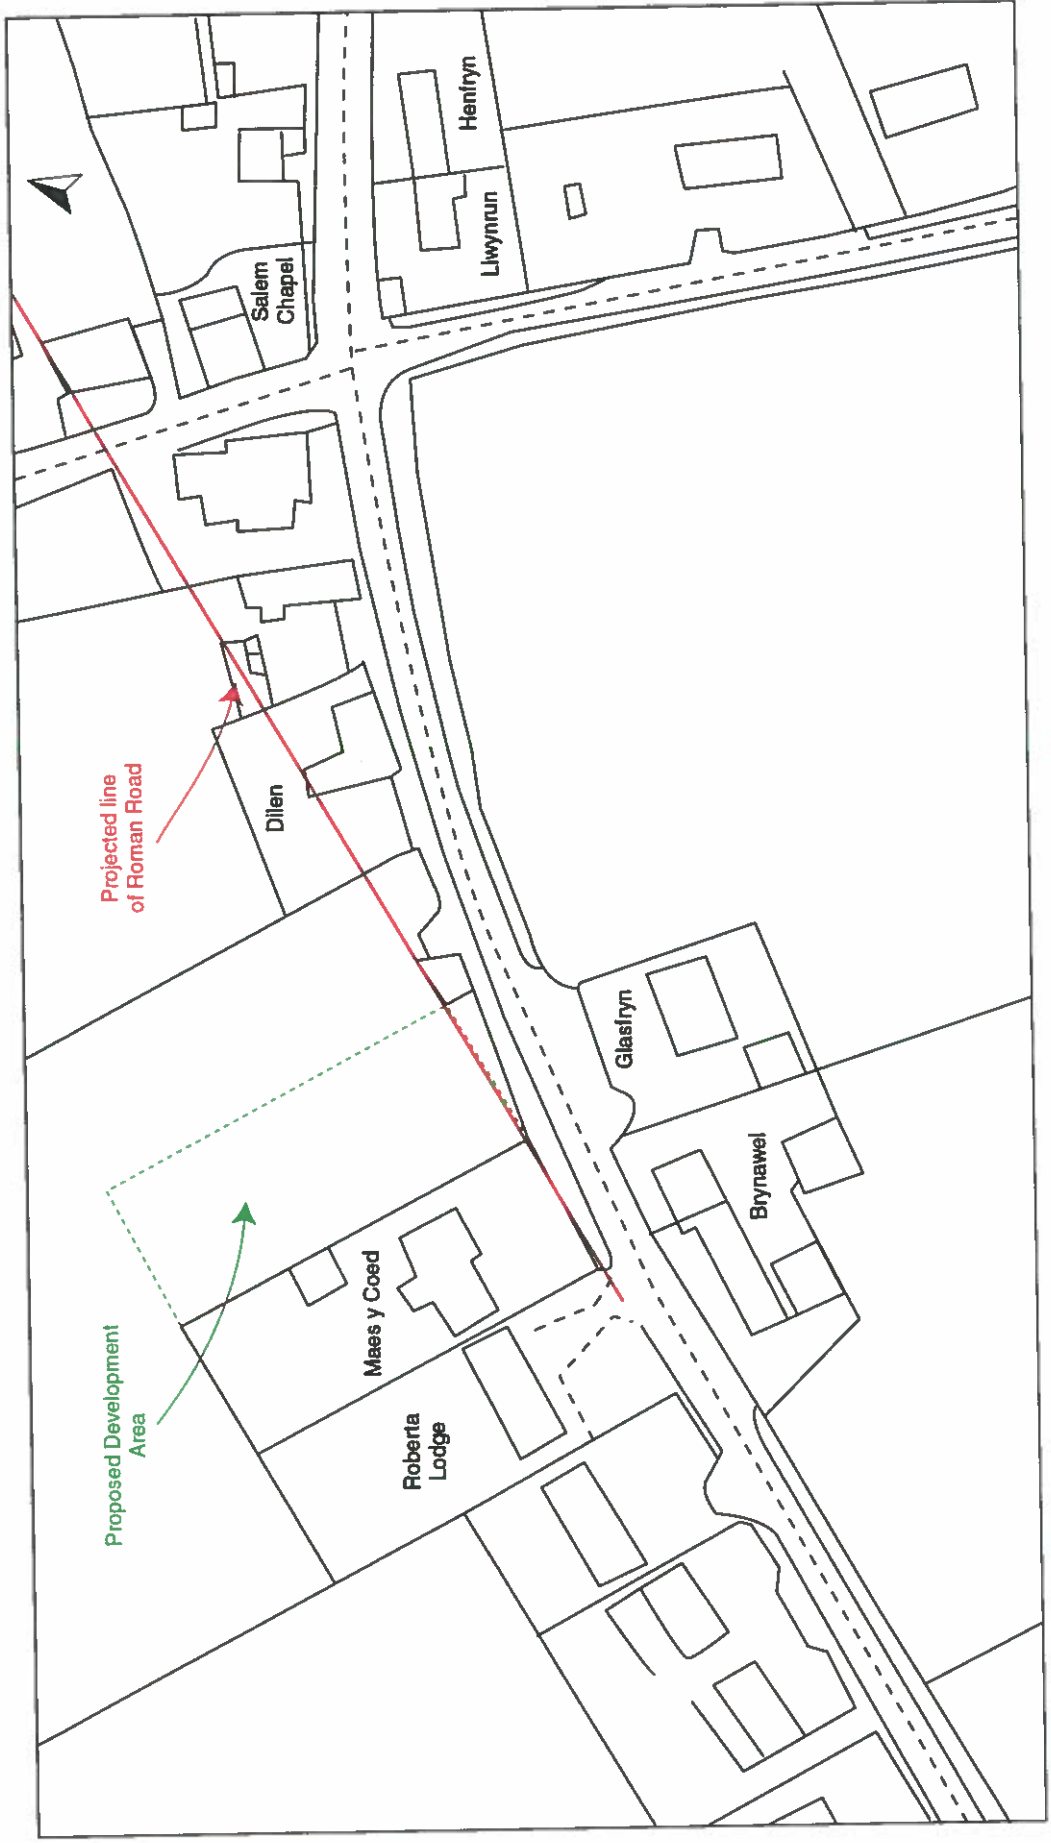 Projected line
of Roman Road
Proposed Development
Area
Salem
Chapel
Henfryn
Llwynrun
Dilen
Glasfryn
Brynawel
Maes y Coed
Roberta
Lodge